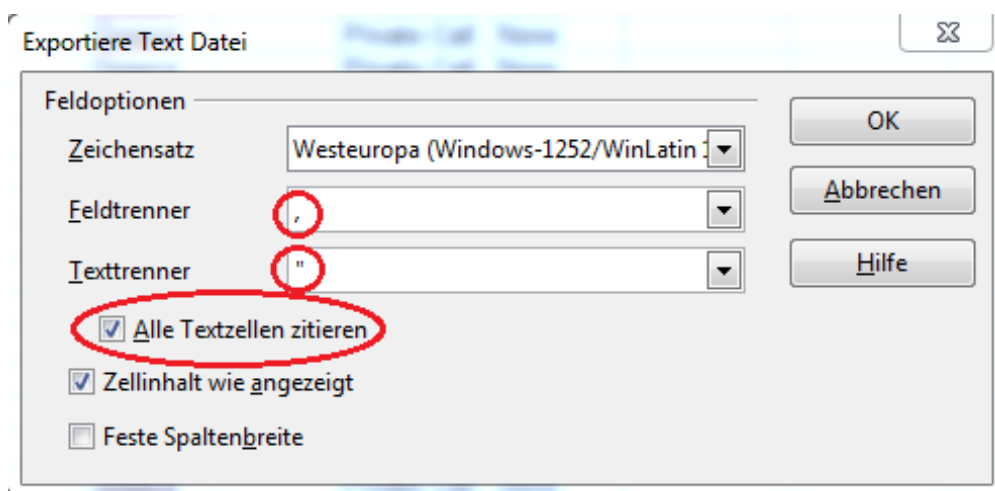 Exportiere Text Datei
Feldoptionen
OK
Zeichensatz
Westeuropa (Windows-1252/WinLatin
Abbrechen
Feldtrenner
,
Texttrenner
"
Hilfe
Alle Textzellen zitieren
Zellinhalt wie angezeigt
Feste Spaltenbreite